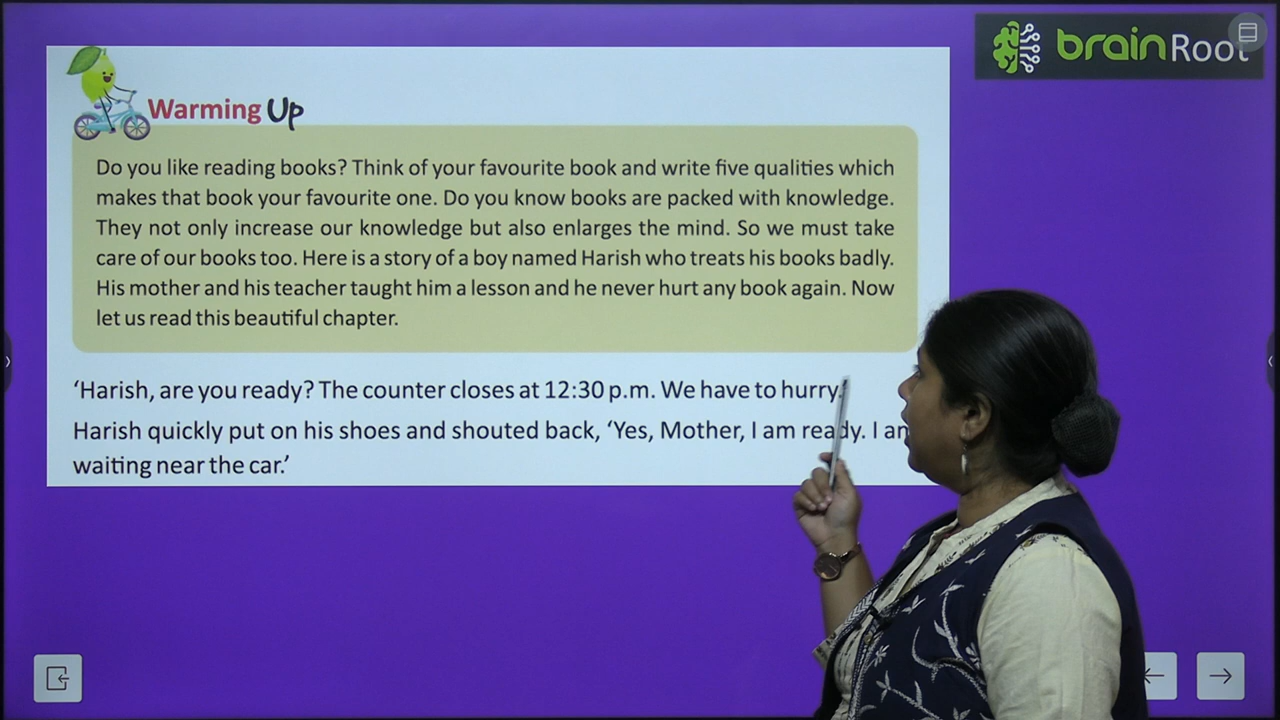 brainRoot
Warming Up
Do you like reading books? Think of your favourite book and write five qualities which
makes that book your favourite one. Do you know books are packed with knowledge.
They not only increase our knowledge but also enlarges the mind. So we must take
care of our books too. Here is a story of a boy named Harish who treats his books badly.
His mother and his teacher taught him a lesson and he never hurt any book again. Now
let us read this beautiful chapter.
‘Harish, are you ready? The counter closes at 12:30 p.m. We have to hurry.
Harish quickly put on his shoes and shouted back, ‘Yes, Mother, I am ready. I
waiting near the car.’